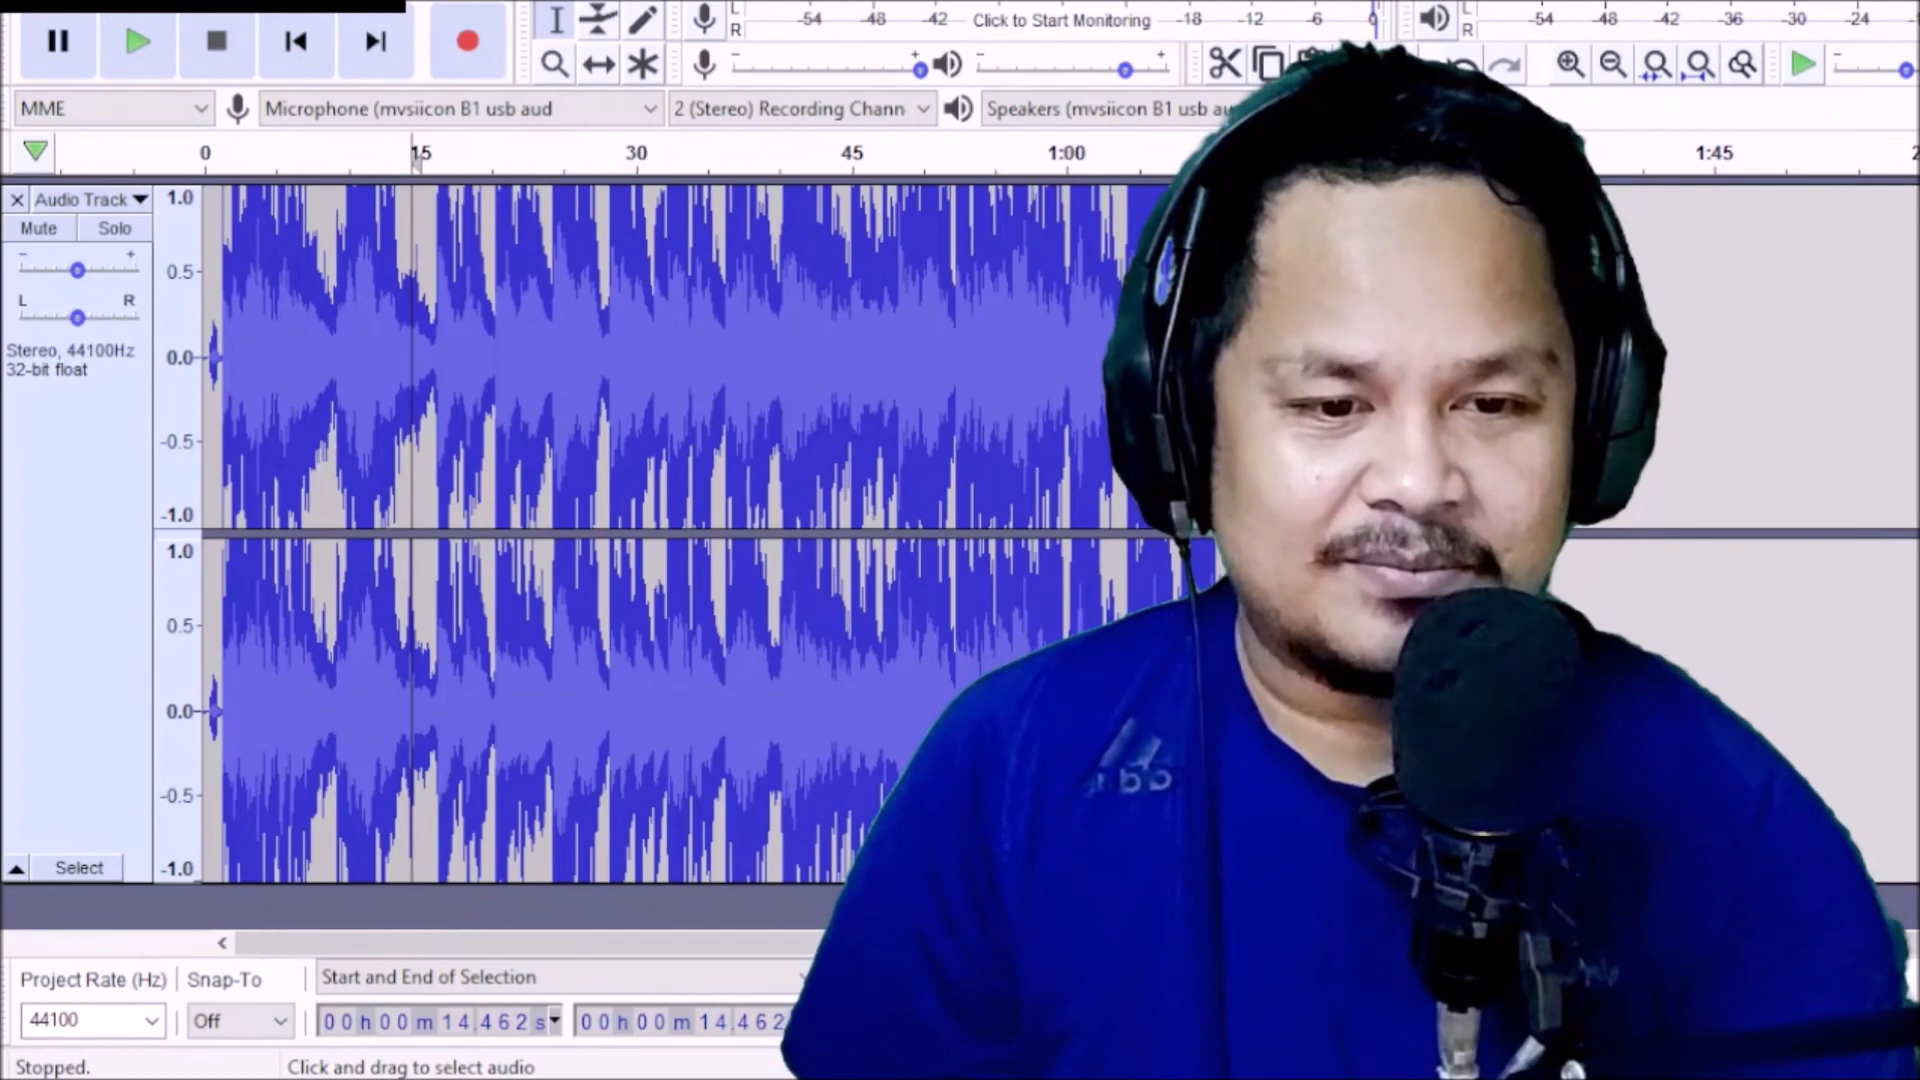 L
R
-54 -48 -42 Click to Start Monitoring -18 -12 -6 0
L
R
-54 -48 -42 -36 -30 -24
MME
Microphone (mvsiicon B1 usb aud
2 (Stereo) Recording Chann
Speakers (mvsiicon B1 usb au
0 15 30 45 1:00 1:45
Audio Track
Mute Solo
- +
L R
Stereo, 44100Hz
32-bit float
1.0
0.5
0.0
-0.5
-1.0
1.0
0.5
0.0
-0.5
-1.0
Select
Project Rate (Hz) Snap-To
Start and End of Selection
44100
Off
00h00m14.462s
00h00m14.462
Stopped.
Click and drag to select audio